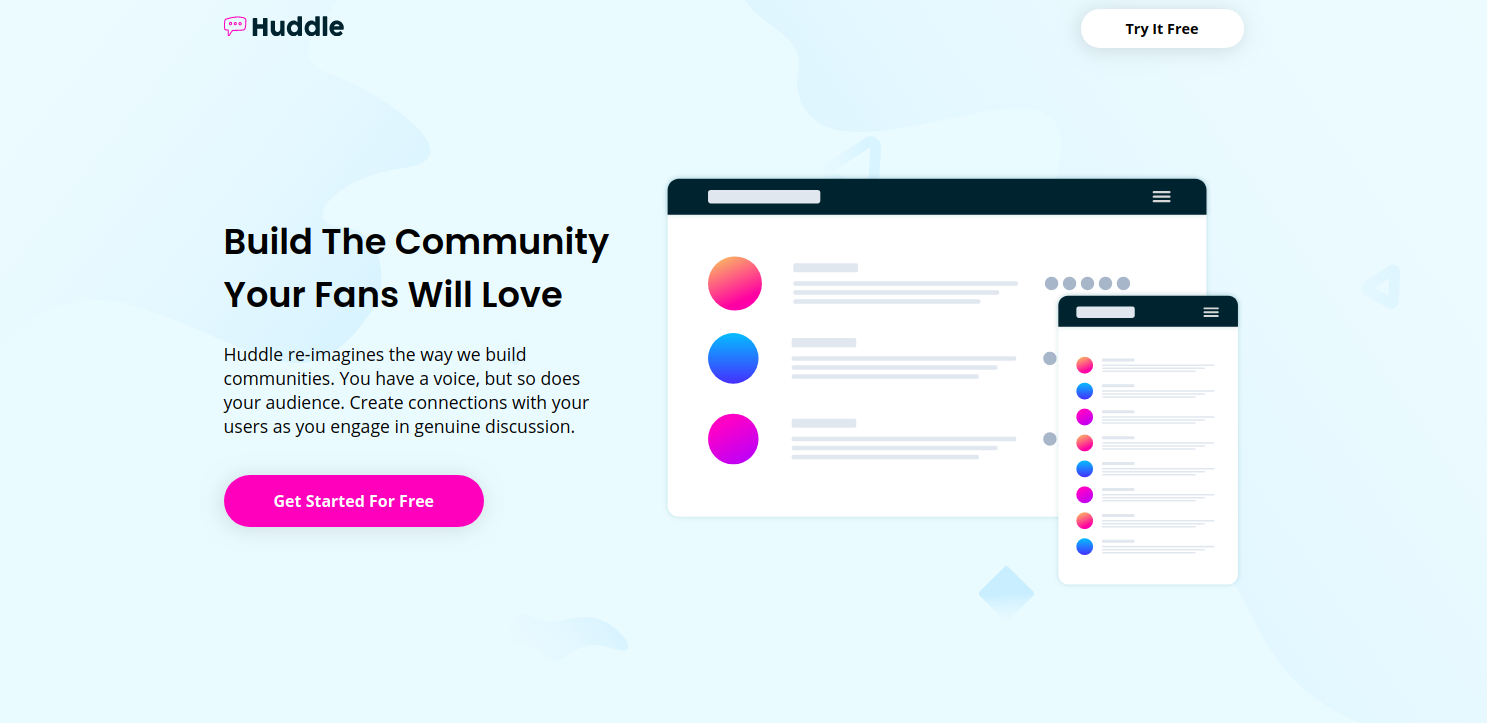 Huddle
Try It Free
Build The Community
Your Fans Will Love
Huddle re-imagines the way we build
communities. You have a voice, but so does
your audience. Create connections with your
users as you engage in genuine discussion.
Get Started For Free